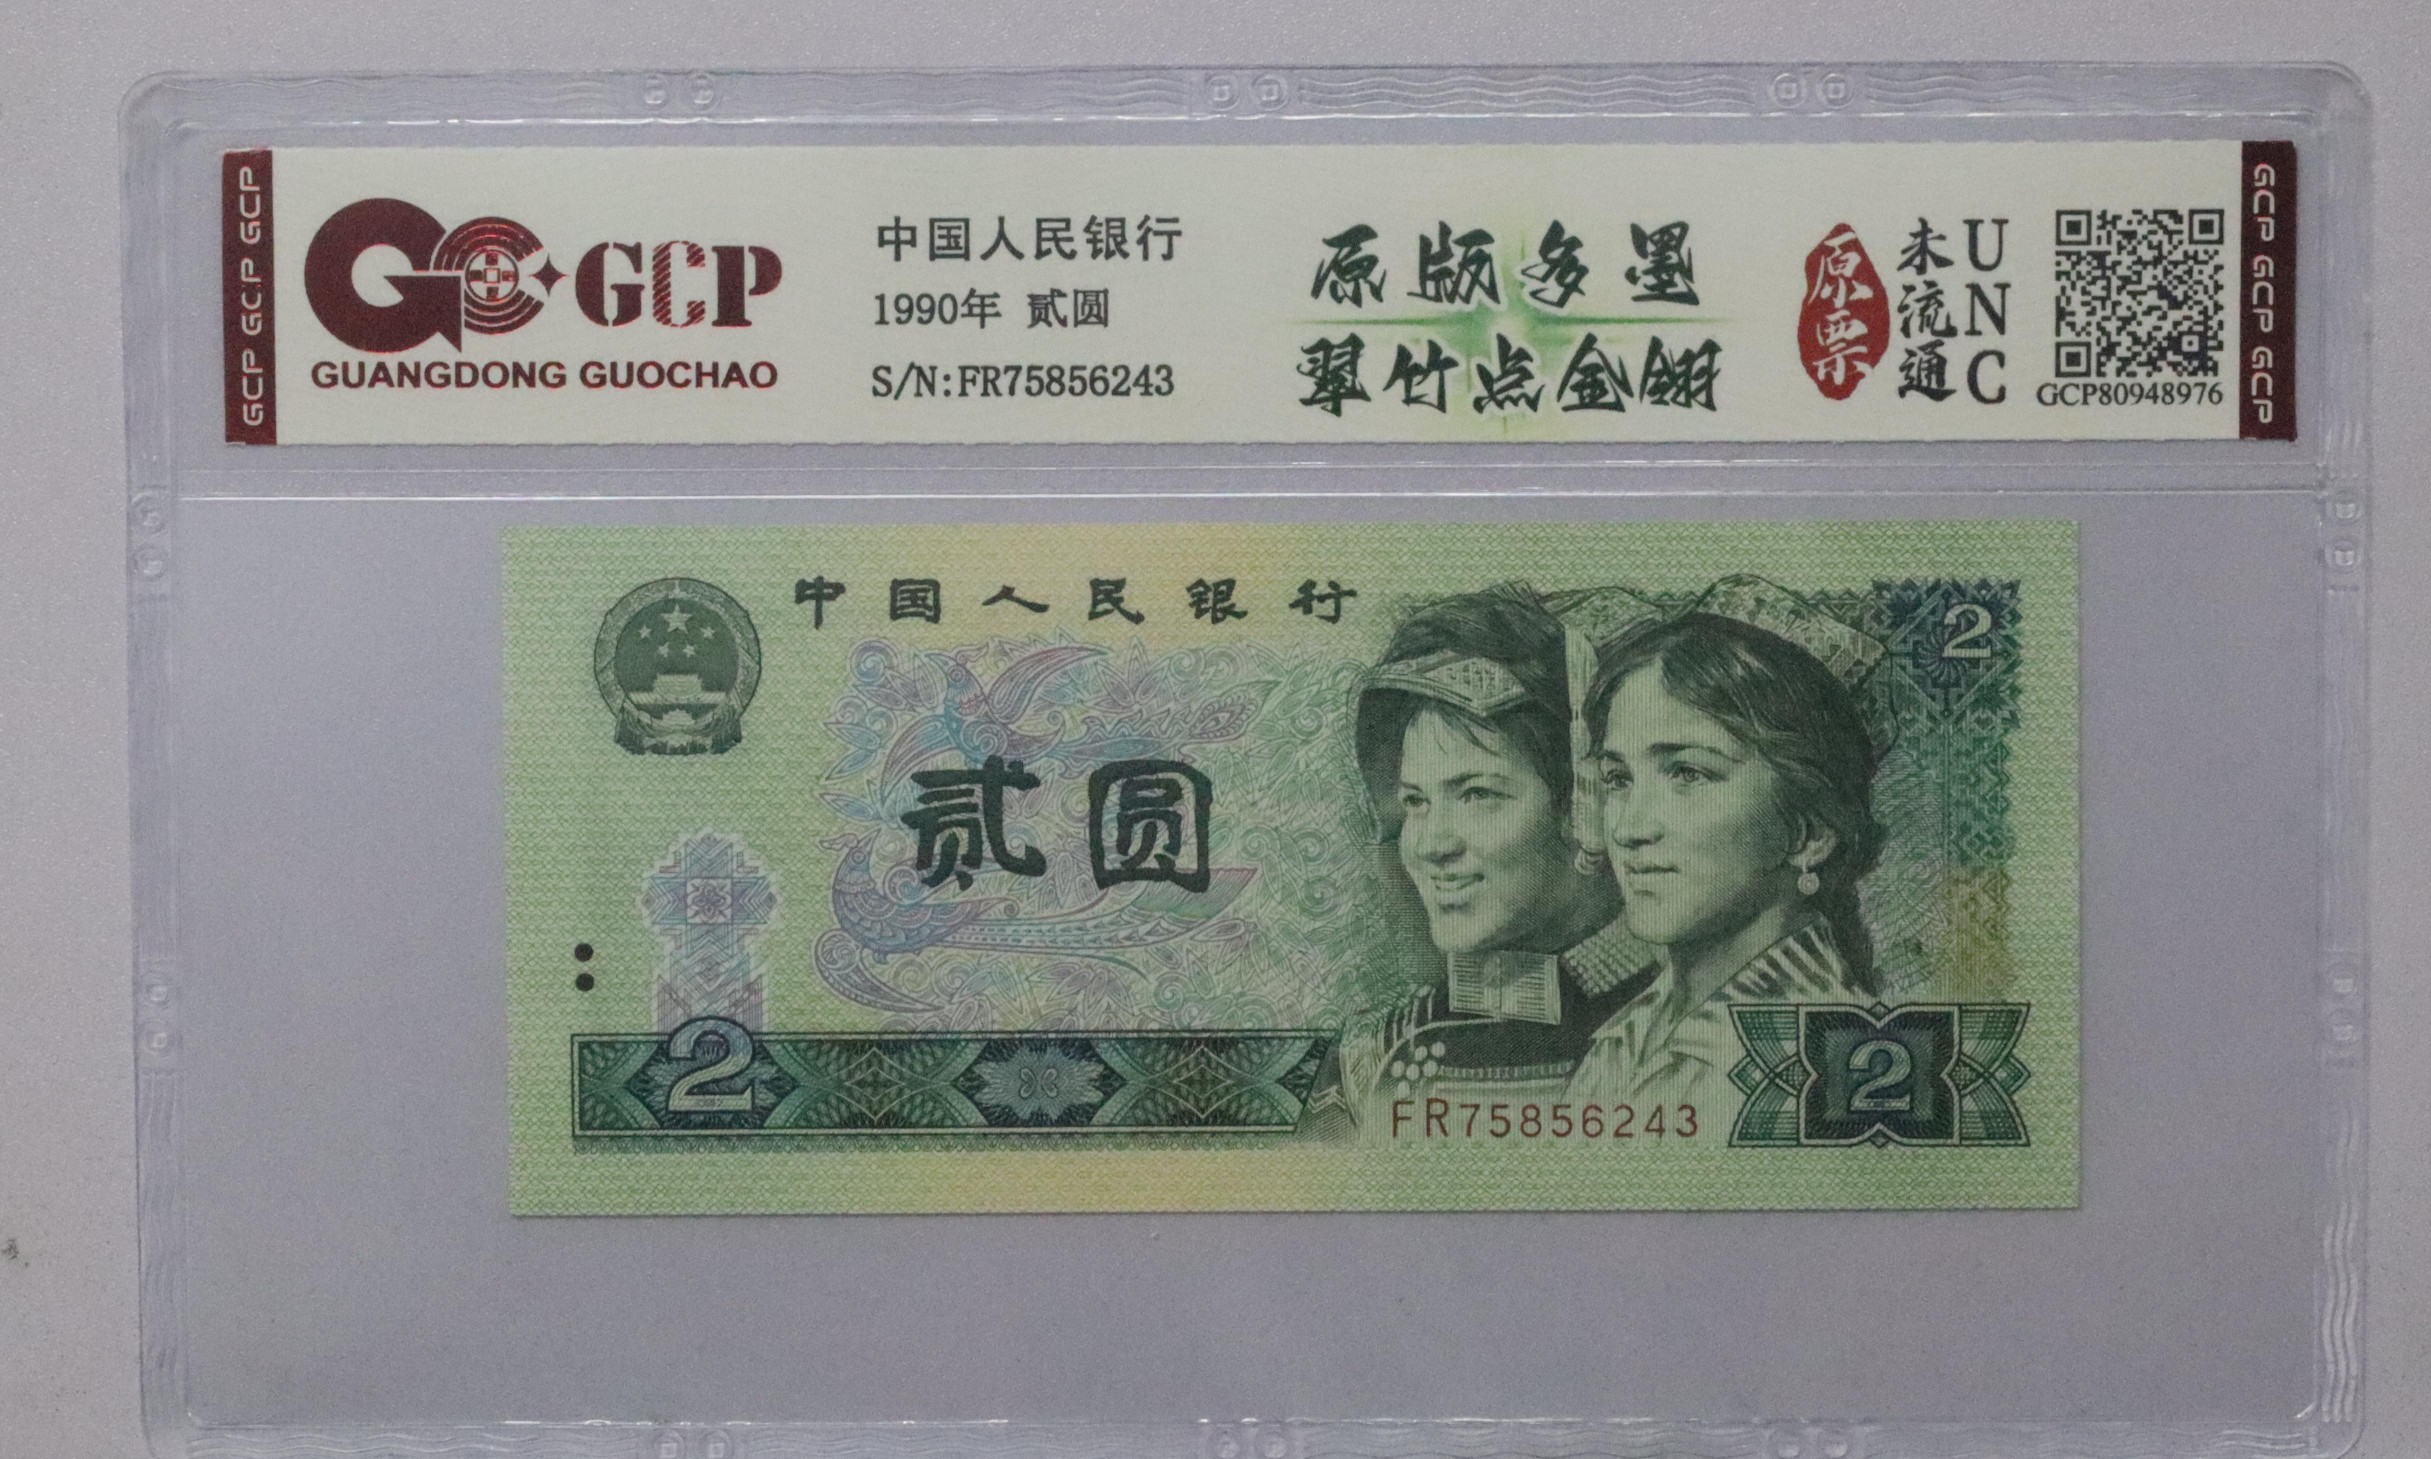 GCP GCP GCP
GCP
GUANGDONG GUOCHAO
中国人民银行
1990年 贰圆
S/N:FR75856243
原版多墨
翠竹点金翎
原票
未流通
UNC
GCP80948976
GCP GCP GCP
中国人民银行
2
贰圆
2
FR75856243
2